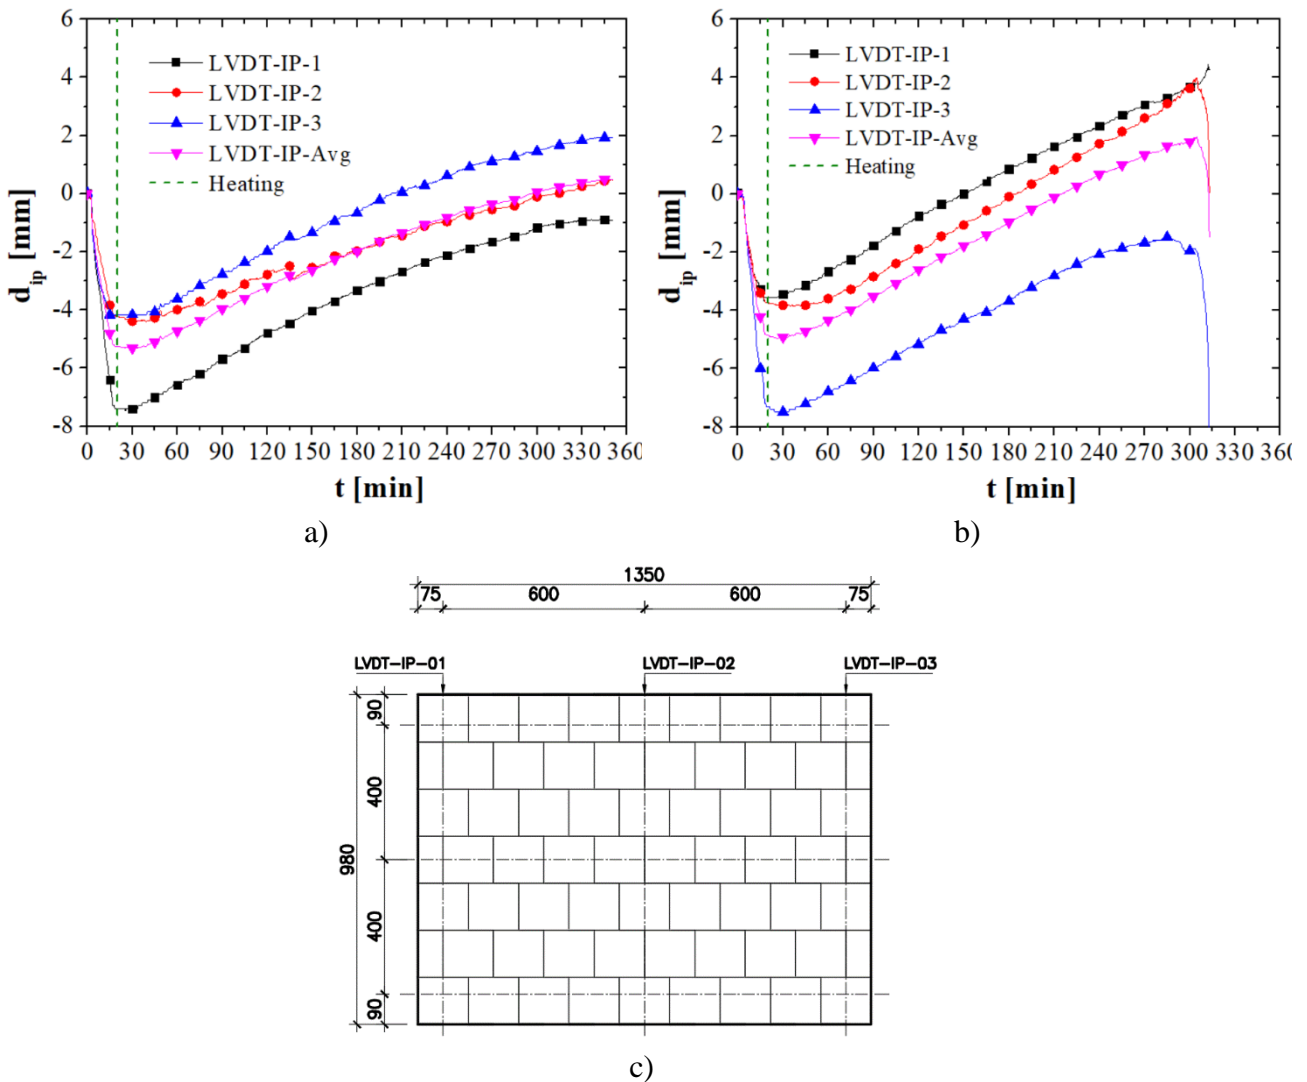 6
4
2
0
-2
-4
-6
-8
d_ip [mm]
LVDT-IP-1
LVDT-IP-2
LVDT-IP-3
LVDT-IP-Avg
Heating
0 30 60 90 120 150 180 210 240 270 300 330 360
t [min]
a)
6
4
2
0
-2
-4
-6
-8
d_ip [mm]
LVDT-IP-1
LVDT-IP-2
LVDT-IP-3
LVDT-IP-Avg
Heating
0 30 60 90 120 150 180 210 240 270 300 330 360
t [min]
b)
1350
75 600 600 75
LVDT-IP-01 LVDT-IP-02 LVDT-IP-03
90
400
980
400
90
c)